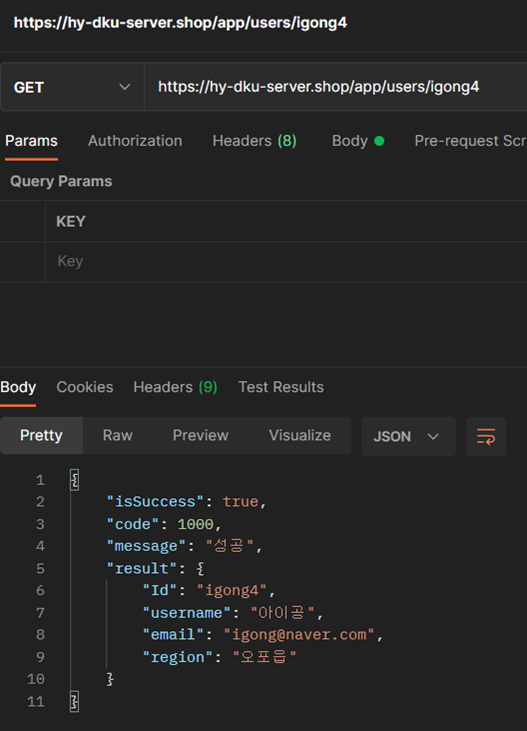 https://hy-dku-server.shop/app/users/igong4
GET https://hy-dku-server.shop/app/users/igong4
Params Authorization Headers (8) Body Pre-request Scr
Query Params
KEY
Key
Body Cookies Headers (9) Test Results
Pretty Raw Preview Visualize JSON
1 {
2 "isSuccess": true,
3 "code": 1000,
4 "message": "성공",
5 "result": {
6 "Id": "igong4",
7 "username": "아이공",
8 "email": "igong@naver.com",
9 "region": "오포읍"
10 }
11 }